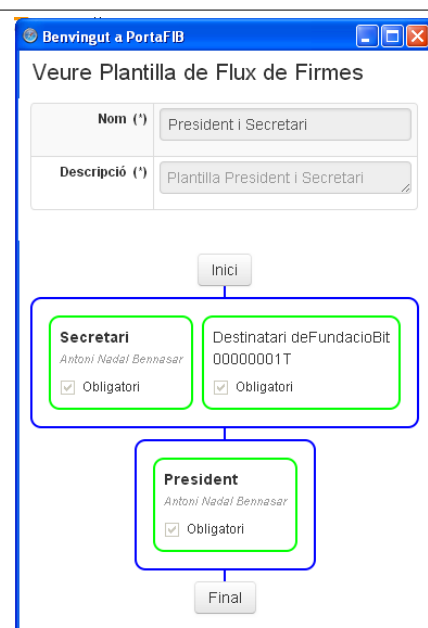 Benvingut a PortaFIB
Veure Plantilla de Flux de Firmes
Nom (*)
President i Secretari
Descripció (*)
Plantilla President i Secretari
Inici
Secretari
Antoni Nadal Bennasar
Obligatori
Destinatari deFundacioBit
00000001T
Obligatori
President
Antoni Nadal Bennasar
Obligatori
Final